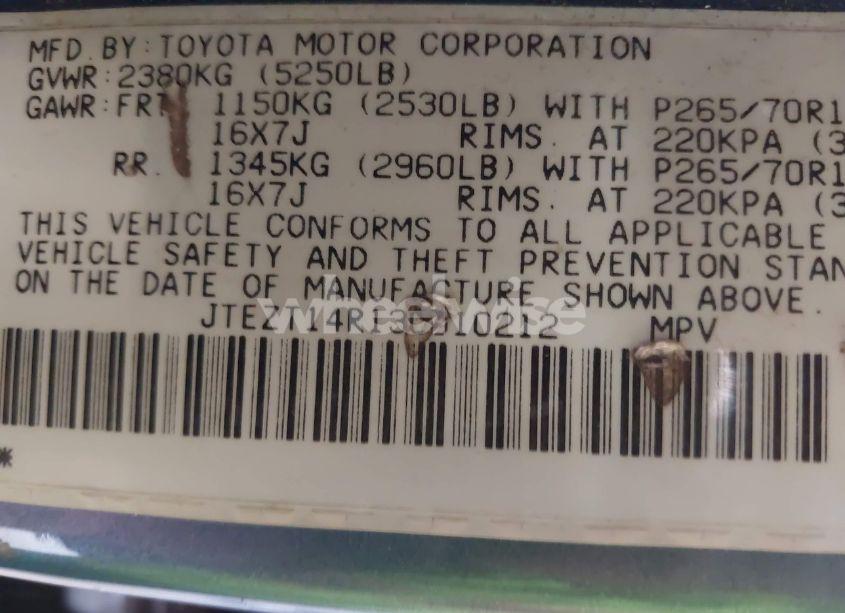 MFD. BY: TOYOTA MOTOR CORPORATION
GVWR: 2380KG (5250LB)
GAWR: FRT. 1150KG (2530LB) WITH P265/70R1
16X7J RIMS. AT 220KPA (3
RR. 1345KG (2960LB) WITH P265/70R1
16X7J RIMS. AT 220KPA (3
THIS VEHICLE CONFORMS TO ALL APPLICABLE
VEHICLE SAFETY AND THEFT PREVENTION STAN
ON THE DATE OF MANUFACTURE SHOWN ABOVE.
MPV
*